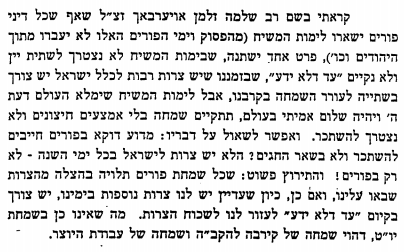 קראתי בשם רב שלמה זלמן אויערבאך זצ"ל שאף שכל דיני
פורים ישארו לימות המשיח (מהפסוק וימי הפורים האלו לא יעברו מתוך
היהודים וכו'), פרט אחד ישתנה, שבימות המשיח לא נצטרך לשתית יין
ולא נקיים "עד דלא ידע", שבזמננו שיש צרות רבות לכלל ישראל יש צורך
בשתייה לעורר השמחה בקרבנו, אבל לימות המשיח שימלא העולם דעת
ה' ויהיה שלום אמיתי בעולם, תתקיים שמחה בלי אמצעים חיצונים ולא
נצטרך להשתכר. ואפשר לשאול על דבריו: מדוע דוקא בפורים חייבים
להשתכר ולא בשאר החגים? הלא יש צרות לישראל בכל ימי השנה - לא
רק בפורים! והתירוץ פשוט: שכל שמחת פורים תלויה בהצלה מהצרות
שבאו עלינו, ואם כן, כיון שעדיין יש לנו צרות נוספות בימינו, יש צורך
בקיום "עד דלא ידע" לעזור לנו לשכוח הצרות. מה שאינו כן בשמחת
יו"ט, דהוי שמחה של קירבה להקב"ה ושמחה של עבודת היוצר.